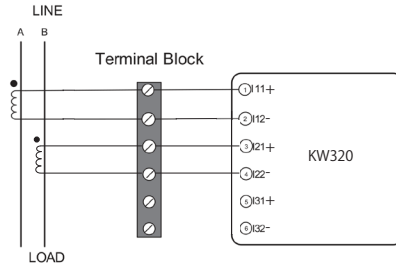 LINE
A B
Terminal Block
1 I11+
2 I12-
3 I21+
4 I22-
5 I31+
6 I32-
KW320
LOAD